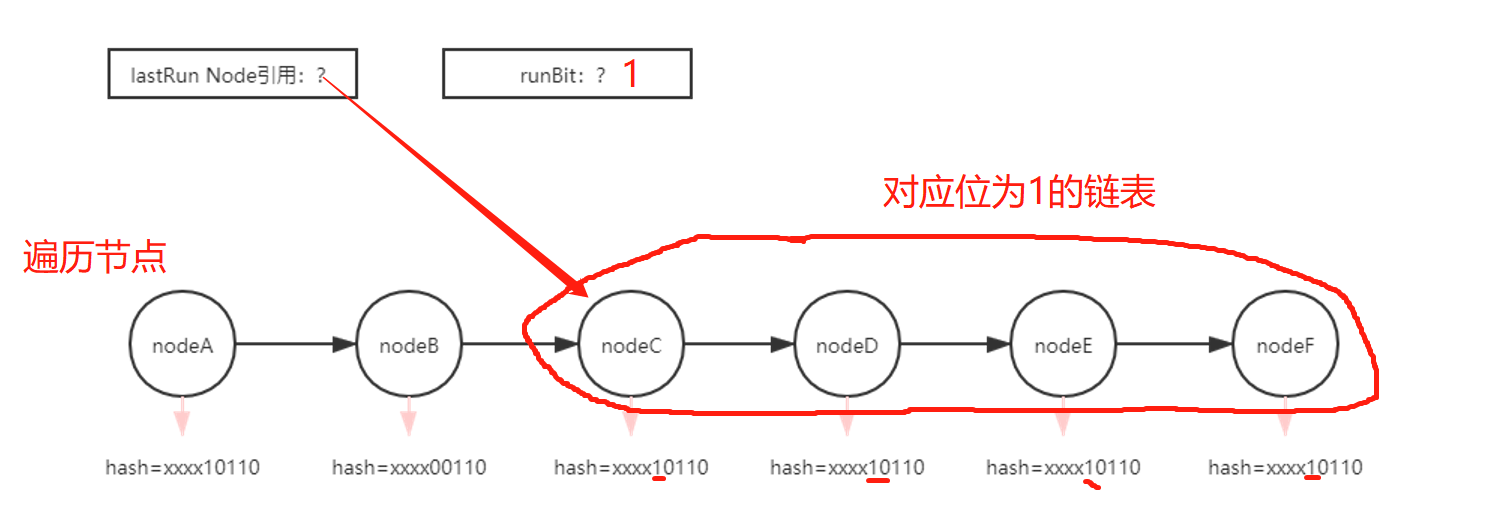 lastRun Node引用：？
runBit：？ 1
对应位为1的链表
遍历节点
nodeA
nodeB
nodeC
nodeD
nodeE
nodeF
hash=xxxx10110
hash=xxxx00110
hash=xxxx10110
hash=xxxx10110
hash=xxxx10110
hash=xxxx10110